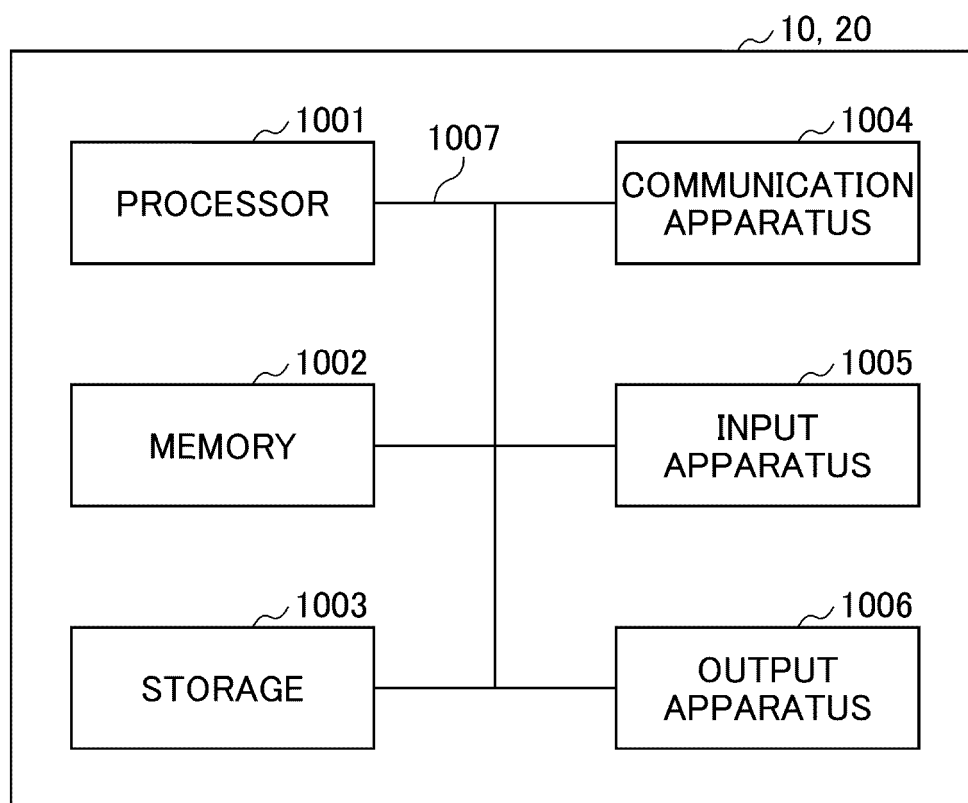 10, 20
1001
PROCESSOR
1007
1004
COMMUNICATION
APPARATUS
1002
MEMORY
1005
INPUT
APPARATUS
1003
STORAGE
1006
OUTPUT
APPARATUS